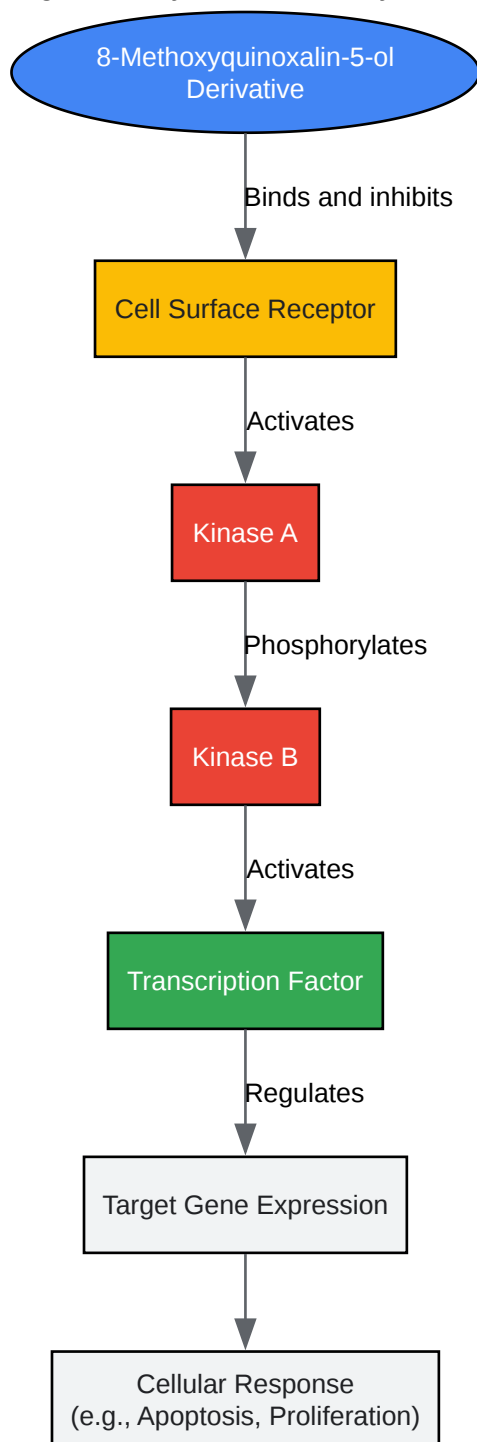 8-Methoxyquinoxalin-5-ol
Derivative
Binds and inhibits
Cell Surface Receptor
Activates
Kinase A
Phosphorylates
Kinase B
Activates
Transcription Factor
Regulates
Target Gene Expression
Cellular Response
(e.g., Apoptosis, Proliferation)